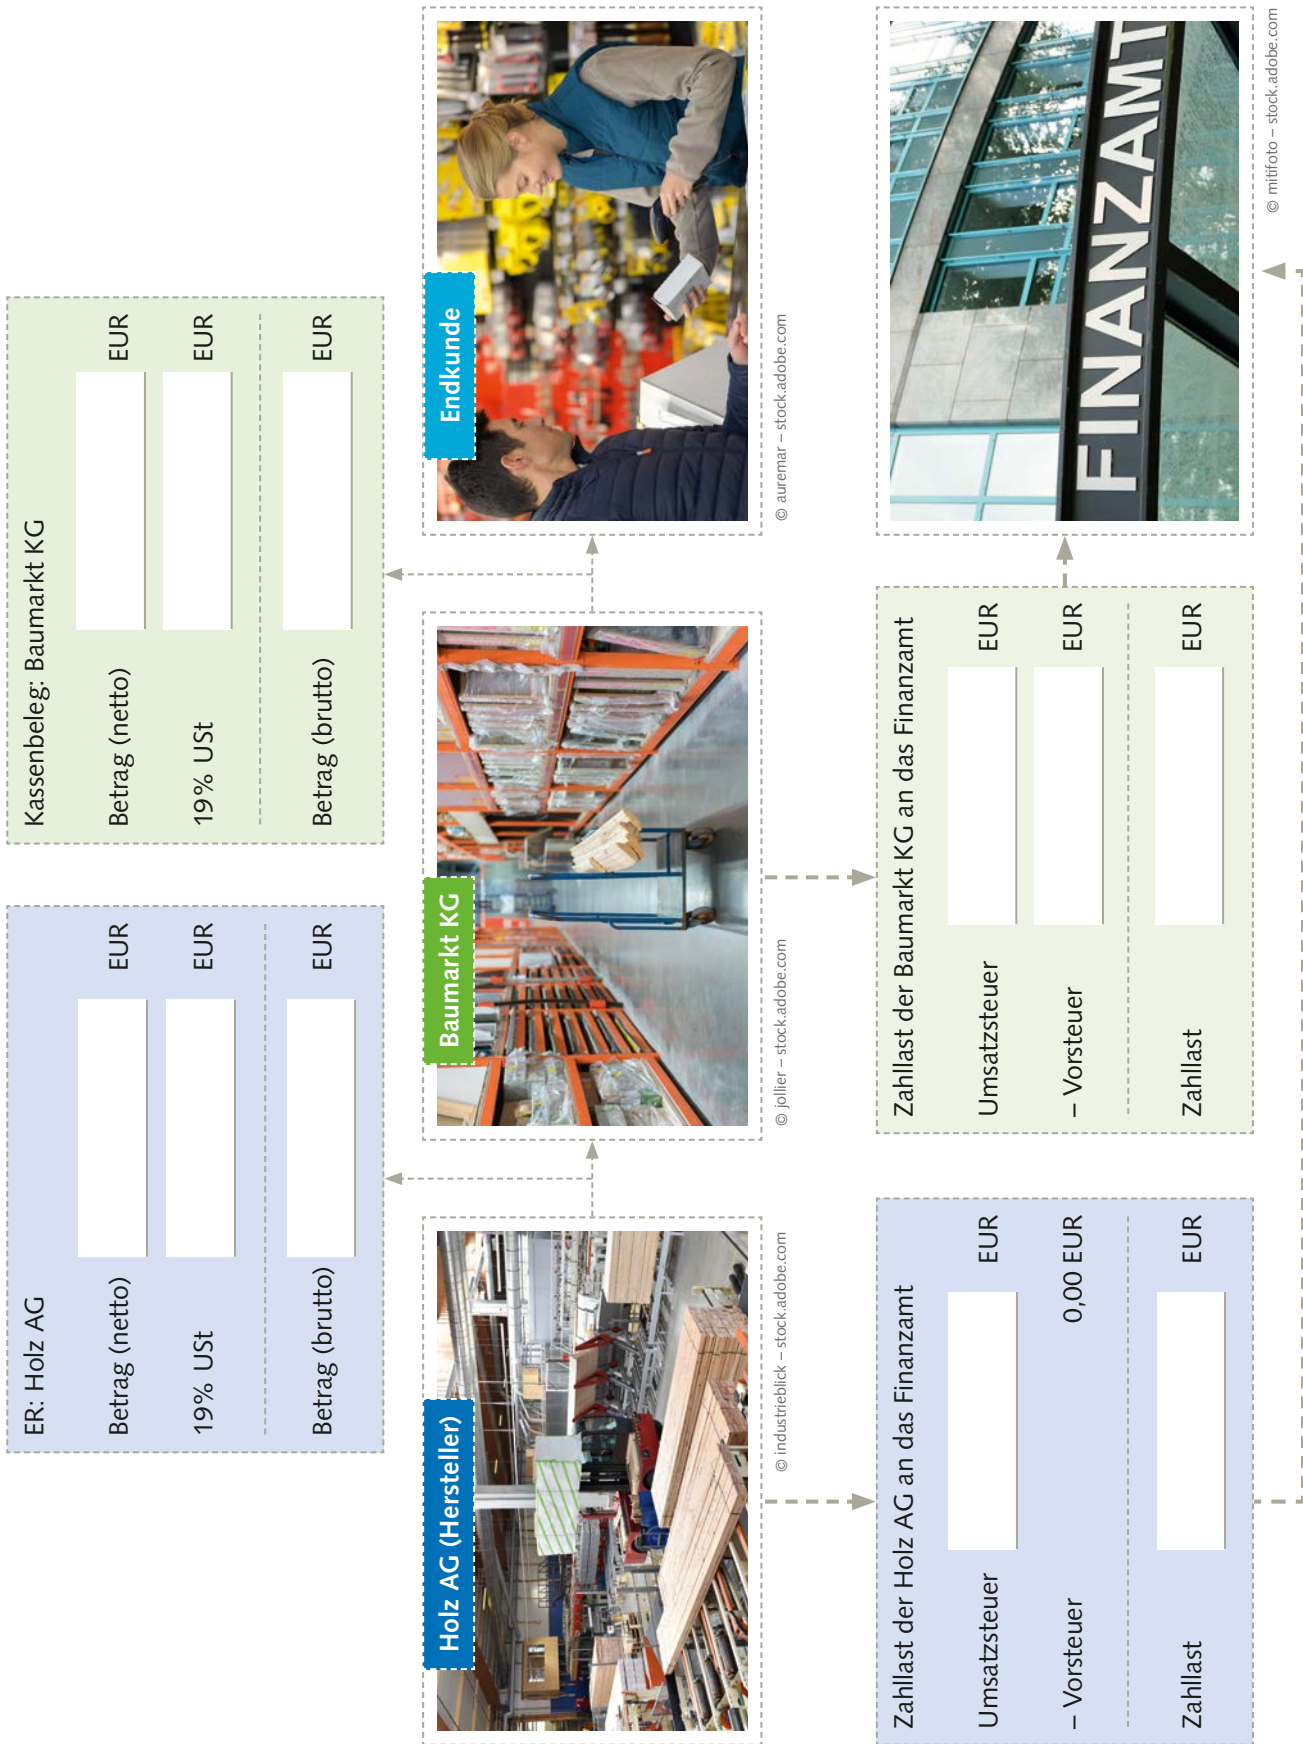 ER: Holz AG
Betrag (netto) EUR
19% USt EUR
Betrag (brutto) EUR
Kassenbeleg: Baumarkt KG
Betrag (netto) EUR
19% USt EUR
Betrag (brutto) EUR
Holz AG (Hersteller)
© industrieblick – stock.adobe.com
Baumarkt KG
© jollier – stock.adobe.com
Endkunde
© auremar – stock.adobe.com
Zahllast der Holz AG an das Finanzamt
Umsatzsteuer EUR
– Vorsteuer 0,00 EUR
Zahllast EUR
Zahllast der Baumarkt KG an das Finanzamt
Umsatzsteuer EUR
– Vorsteuer EUR
Zahllast EUR
FINANZAMT
© mitifoto – stock.adobe.com